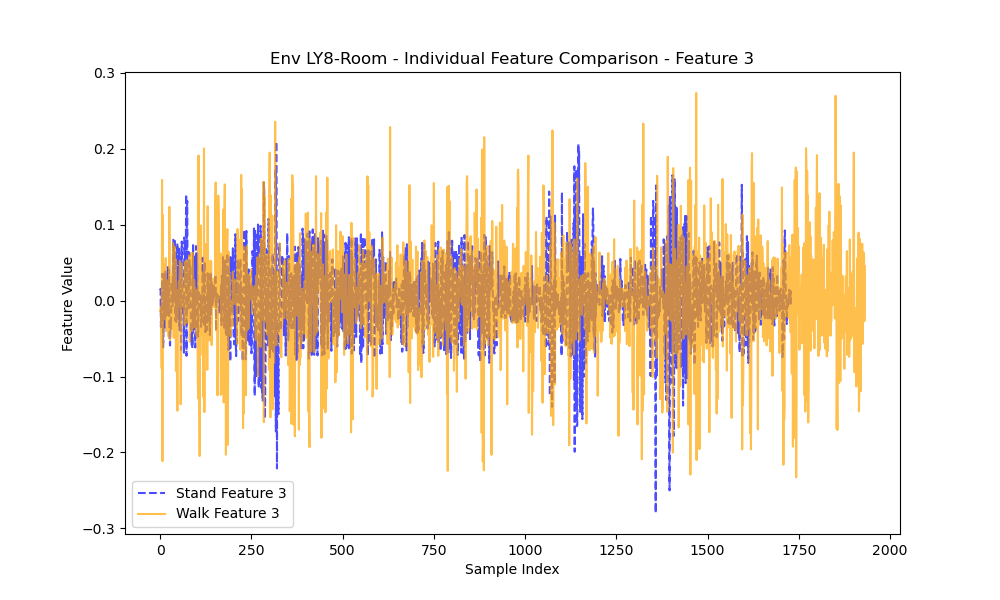 Env LY8-Room - Individual Feature Comparison - Feature 3
0.3
0.2
0.1
0.0
−0.1
−0.2
−0.3
Feature Value
Stand Feature 3
Walk Feature 3
0 250 500 750 1000 1250 1500 1750 2000
Sample Index